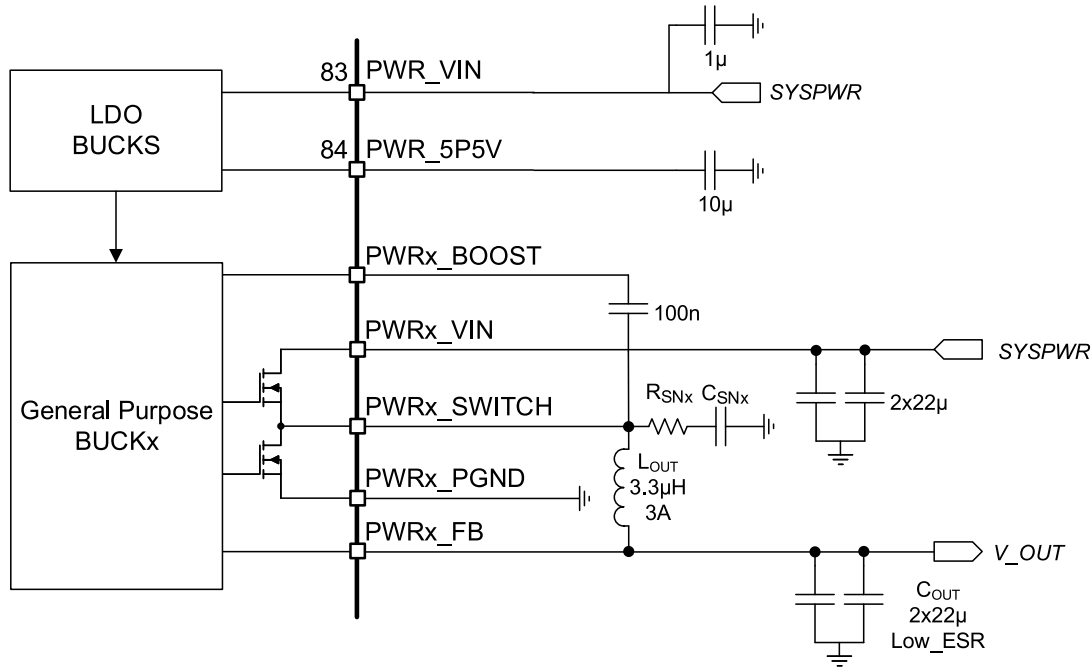 1µ
83 PWR_VIN
SYSPWR
LDO
BUCKS
84 PWR_5P5V
10µ
PWRx_BOOST
100n
PWRx_VIN
SYSPWR
RSNx CSNx
2x22µ
General Purpose
BUCKx
PWRx_SWITCH
LOUT
3.3µH
3A
PWRx_PGND
PWRx_FB
V_OUT
COUT
2x22µ
Low_ESR